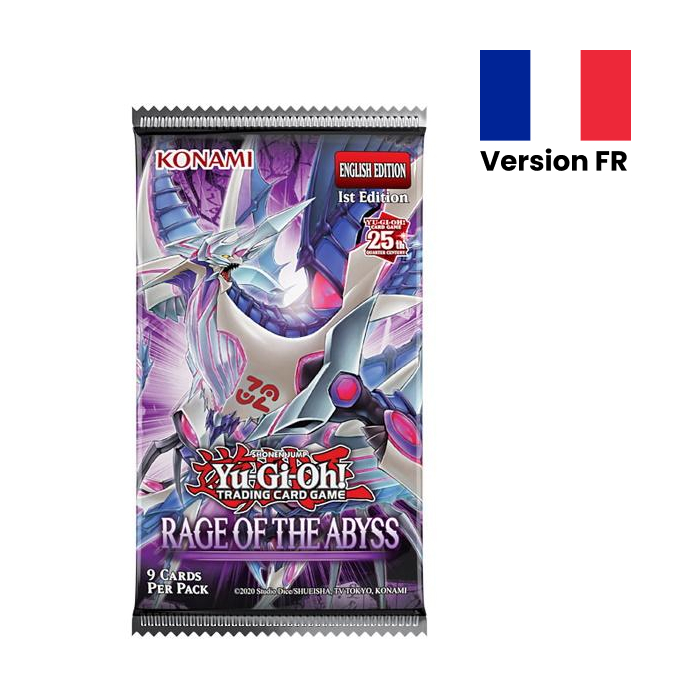 Version FR
KONAMI
ENGLISH EDITION
1st Edition
YU-GI-OH!
CARD GAME
25th
QUARTER CENTURY
32
SHONEN JUMP
Yu-Gi-Oh!
TRADING CARD GAME
RAGE OF THE ABYSS
9 CARDS
PER PACK
©2020 Studio Dice/SHUEISHA, TV TOKYO, KONAMI